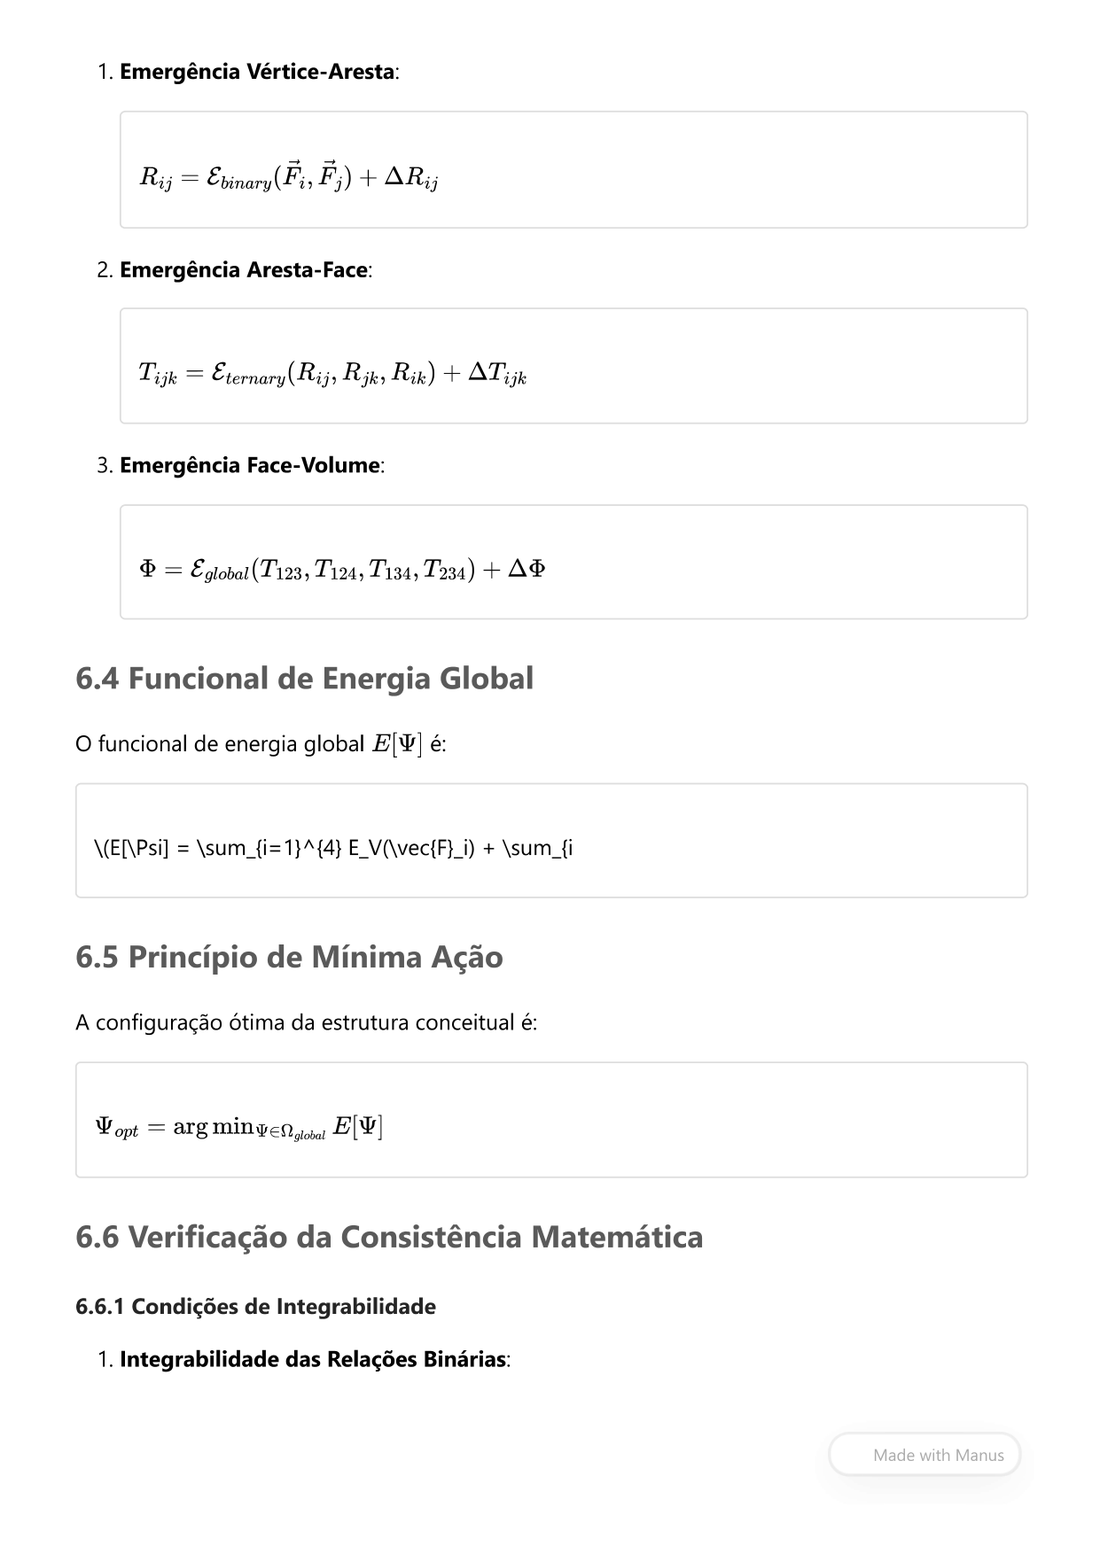 1. Emergência Vértice-Aresta:
$R_{ij} = \mathcal{E}_{binary}(\vec{F}_i, \vec{F}_j) + \Delta R_{ij}$
2. Emergência Aresta-Face:
$T_{ijk} = \mathcal{E}_{ternary}(R_{ij}, R_{jk}, R_{ik}) + \Delta T_{ijk}$
3. Emergência Face-Volume:
$\Phi = \mathcal{E}_{global}(T_{123}, T_{124}, T_{134}, T_{234}) + \Delta\Phi$
6.4 Funcional de Energia Global
O funcional de energia global $E[\Psi]$ é:
\(E[\Psi] = \sum_{i=1}^{4} E_V(\vec{F}_i) + \sum_{i
6.5 Princípio de Mínima Ação
A configuração ótima da estrutura conceitual é:
$\Psi_{opt} = \arg\min_{\Psi \in \Omega_{global}} E[\Psi]$
6.6 Verificação da Consistência Matemática
6.6.1 Condições de Integrabilidade
1. Integrabilidade das Relações Binárias:
Made with Manus